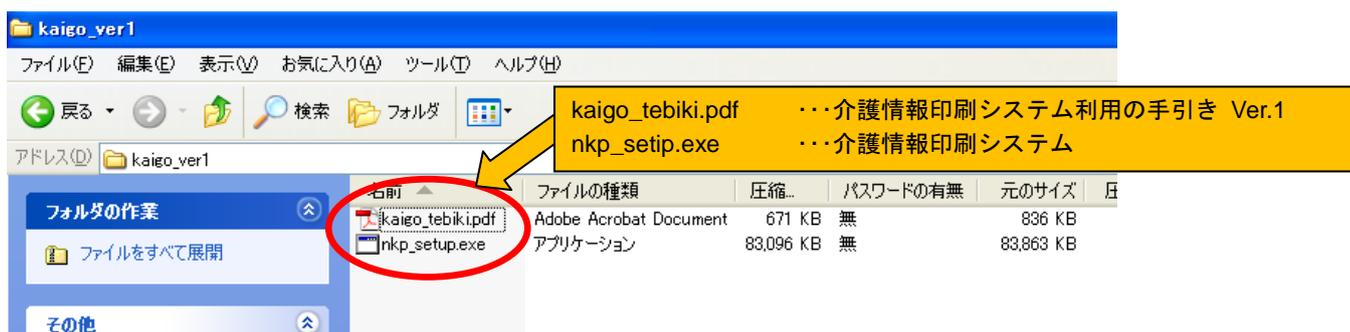 kaigo_ver1
ファイル(F) 編集(E) 表示(V) お気に入り(A) ツール(T) ヘルプ(H)
戻る 検索 フォルダ
kaigo_tebiki.pdf ･･･介護情報印刷システム利用の手引き Ver.1
nkp_setip.exe ･･･介護情報印刷システム
アドレス(D) kaigo_ver1
名前 ファイルの種類 圧縮... パスワードの有無 元のサイズ 圧
フォルダの作業
kaigo_tebiki.pdf Adobe Acrobat Document 671 KB 無 836 KB
nkp_setup.exe アプリケーション 83,096 KB 無 83,863 KB
ファイルをすべて展開
その他